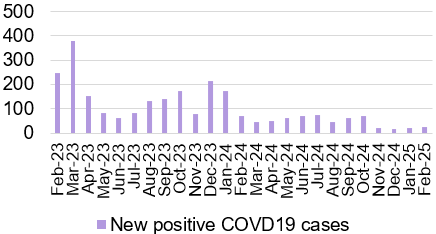 500
400
300
200
100
0
Feb-23
Mar-23
Apr-23
May-23
Jun-23
Jul-23
Aug-23
Sep-23
Oct-23
Nov-23
Dec-23
Jan-24
Feb-24
Mar-24
Apr-24
May-24
Jun-24
Jul-24
Aug-24
Sep-24
Oct-24
Nov-24
Dec-24
Jan-25
Feb-25
New positive COVD19 cases